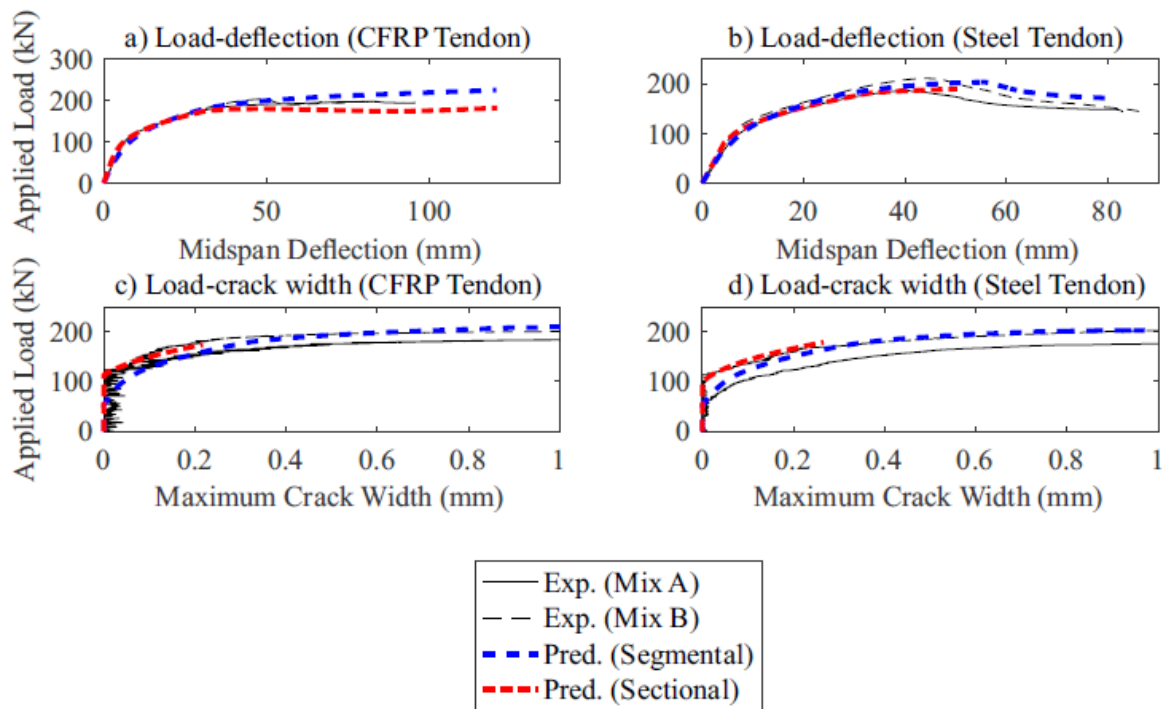 a) Load-deflection (CFRP Tendon)
Applied Load (kN)
300
200
100
0
0 50 100
Midspan Deflection (mm)
b) Load-deflection (Steel Tendon)
200
100
0
0 20 40 60 80
Midspan Deflection (mm)
c) Load-crack width (CFRP Tendon)
Applied Load (kN)
200
100
0
0 0.2 0.4 0.6 0.8 1
Maximum Crack Width (mm)
d) Load-crack width (Steel Tendon)
200
100
0
0 0.2 0.4 0.6 0.8 1
Maximum Crack Width (mm)
Exp. (Mix A)
Exp. (Mix B)
Pred. (Segmental)
Pred. (Sectional)